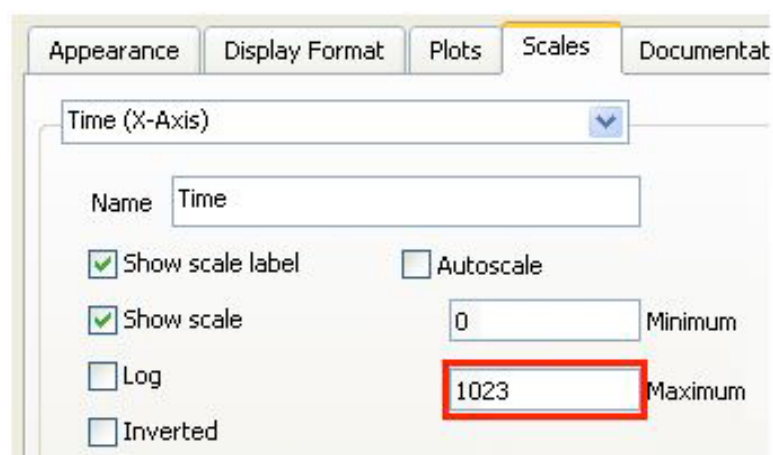 Appearance Display Format Plots Scales Documentat
Time (X-Axis)
Name Time
Show scale label Autoscale
Show scale 0 Minimum
Log 1023 Maximum
Inverted